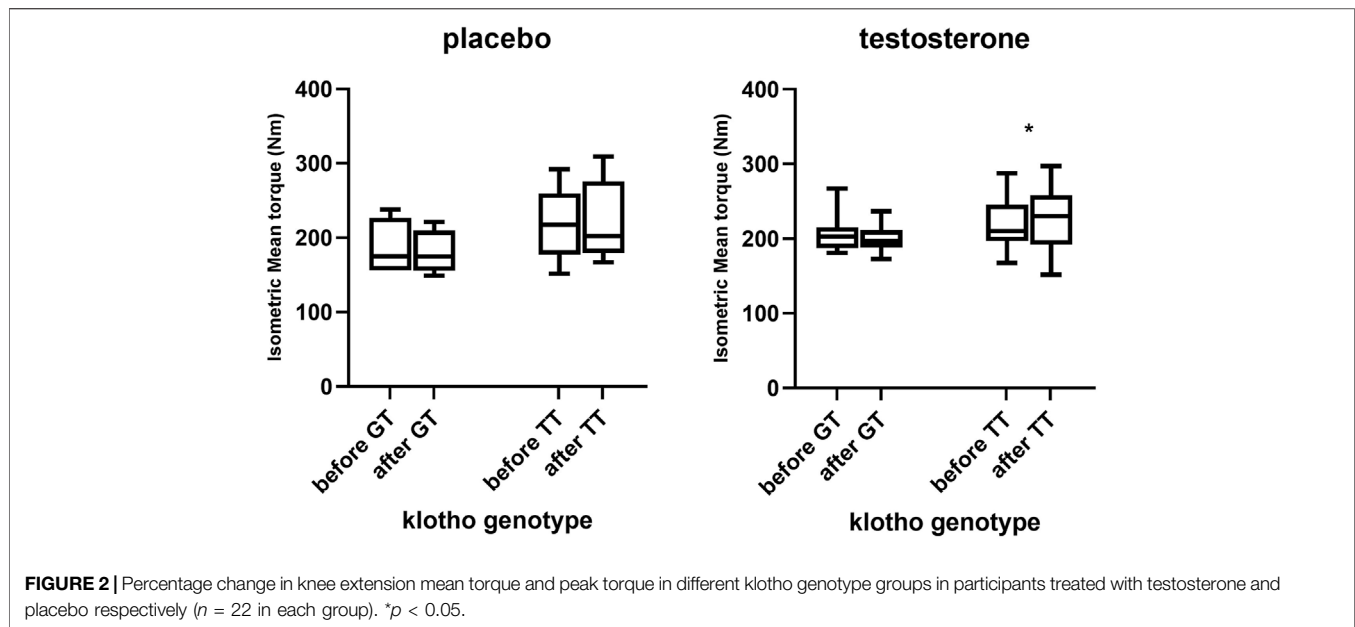 placebo
400
300
200
100
0
Isometric Mean torque (Nm)
before GT
after GT
before TT
after TT
klotho genotype
testosterone
400
300
200
100
0
Isometric Mean torque (Nm)
*
before GT
after GT
before TT
after TT
klotho genotype
FIGURE 2 | Percentage change in knee extension mean torque and peak torque in different klotho genotype groups in participants treated with testosterone and
placebo respectively (n = 22 in each group). *p < 0.05.